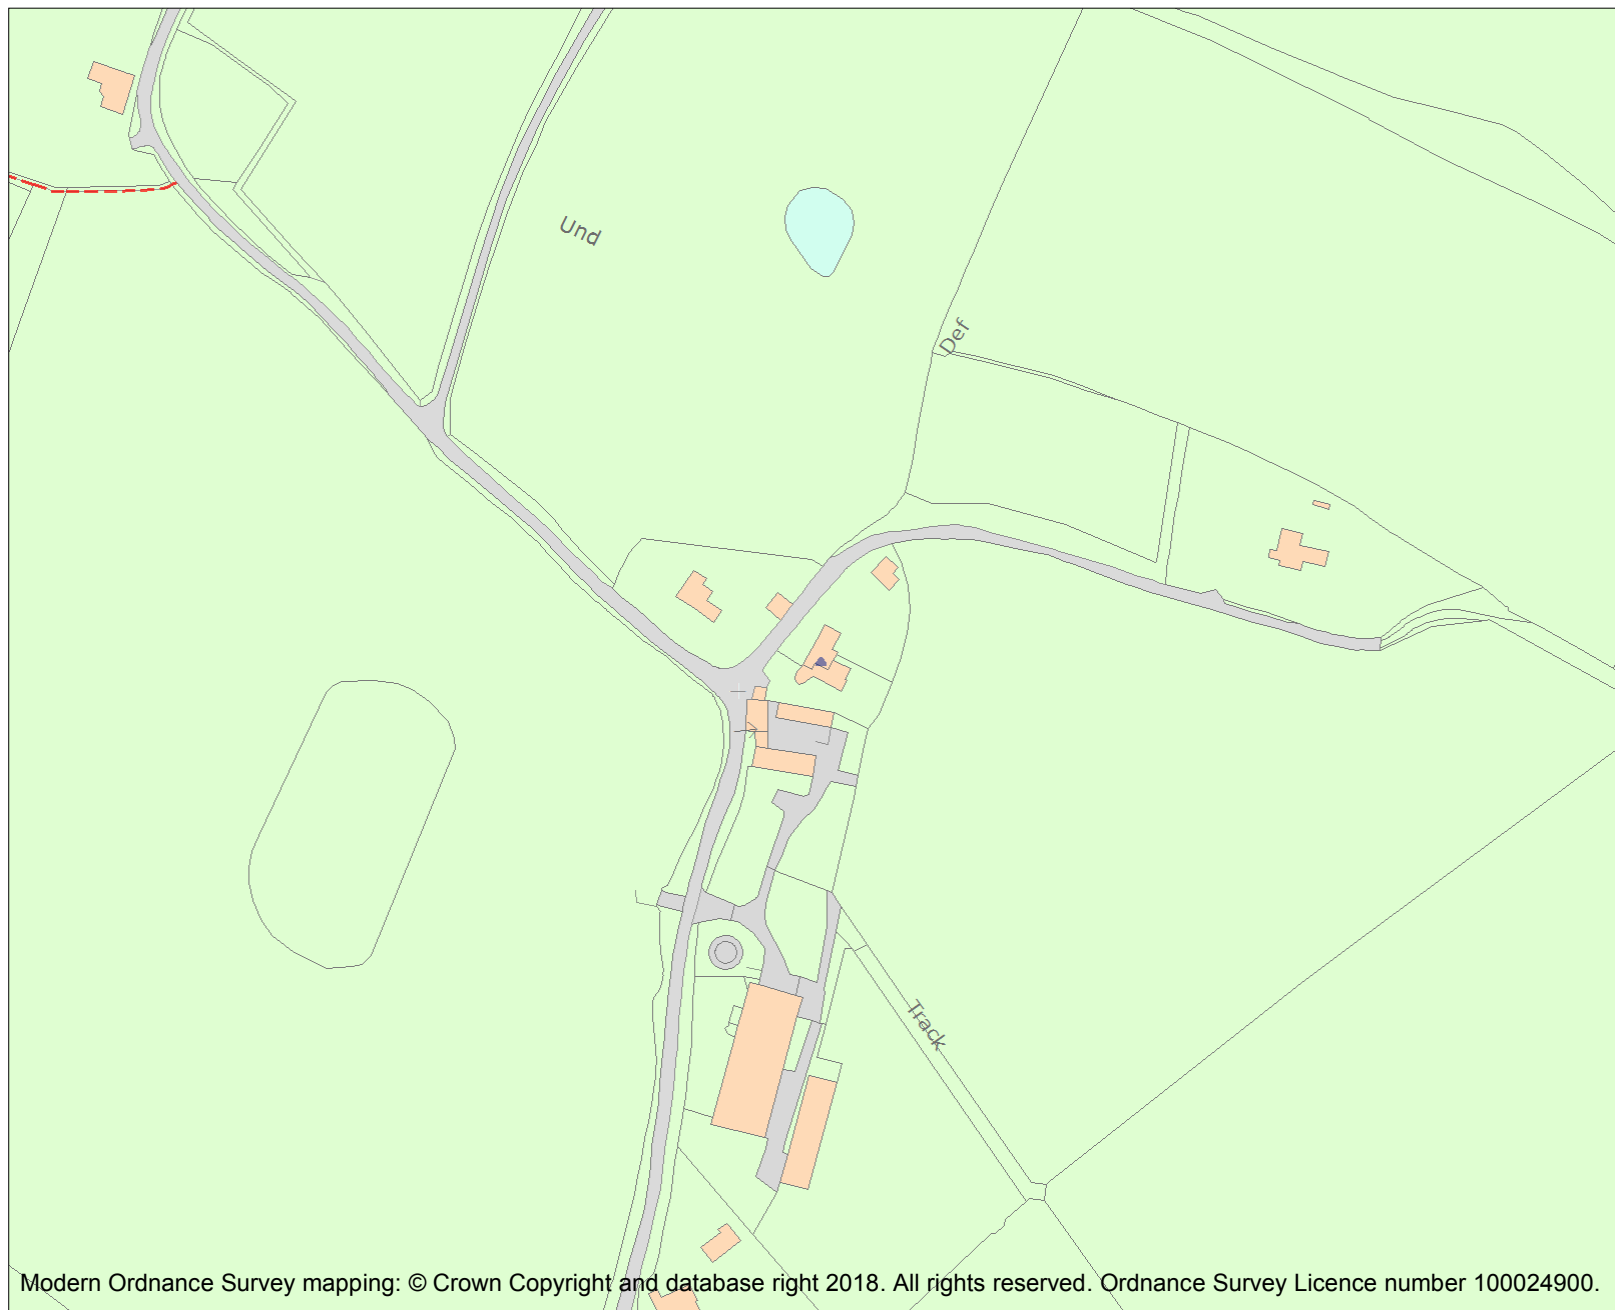 Und
Def
Track
Modern Ordnance Survey mapping: © Crown Copyright and database right 2018. All rights reserved. Ordnance Survey Licence number 100024900.